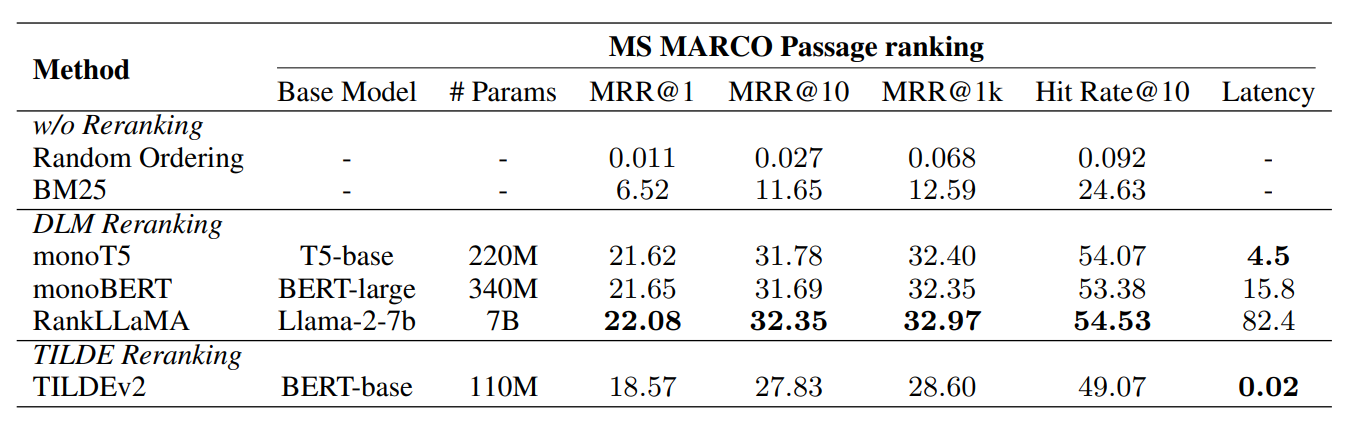 MS MARCO Passage ranking
Method
Base Model # Params MRR@1 MRR@10 MRR@1k Hit Rate@10 Latency
w/o Reranking
Random Ordering - - 0.011 0.027 0.068 0.092 -
BM25 - - 6.52 11.65 12.59 24.63 -
DLM Reranking
monoT5 T5-base 220M 21.62 31.78 32.40 54.07 4.5
monoBERT BERT-large 340M 21.65 31.69 32.35 53.38 15.8
RankLLaMA Llama-2-7b 7B 22.08 32.35 32.97 54.53 82.4
TILDE Reranking
TILDEv2 BERT-base 110M 18.57 27.83 28.60 49.07 0.02